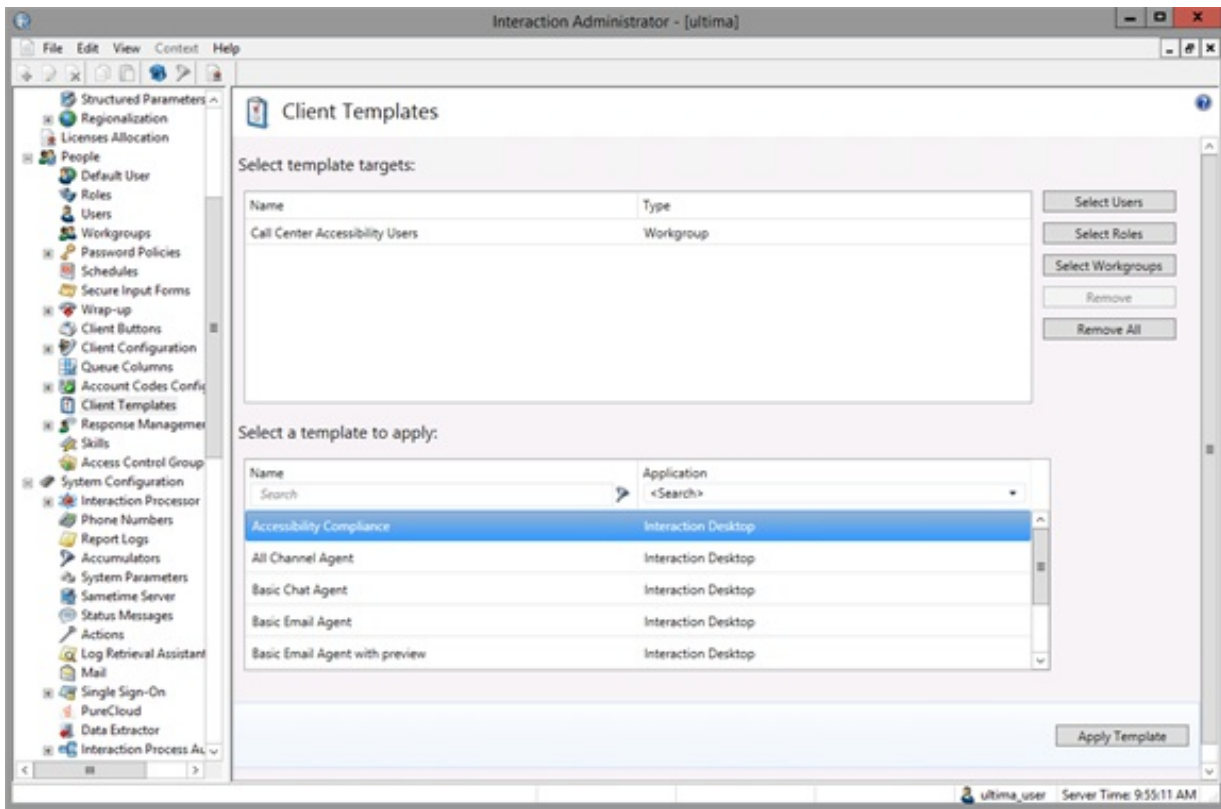 Interaction Administrator - [ultima]
File Edit View Context Help
Structured Parameters
Regionalization
Licenses Allocation
People
Default User
Roles
Users
Workgroups
Password Policies
Schedules
Secure Input Forms
Wrap-up
Client Buttons
Client Configuration
Queue Columns
Account Codes Config
Client Templates
Response Managemer
Skills
Access Control Group
System Configuration
Interaction Processor
Phone Numbers
Report Logs
Accumulators
System Parameters
Sametime Server
Status Messages
Actions
Log Retrieval Assistant
Mail
Single Sign-On
PureCloud
Data Extractor
Interaction Process Au
Client Templates
Select template targets:
Name Type
Call Center Accessibility Users Workgroup
Select Users
Select Roles
Select Workgroups
Remove
Remove All
Select a template to apply:
Name Application
Search <Search>
Accessibility Compliance Interaction Desktop
All Channel Agent Interaction Desktop
Basic Chat Agent Interaction Desktop
Basic Email Agent Interaction Desktop
Basic Email Agent with preview Interaction Desktop
Apply Template
ultima_user Server Time: 9:55:11 AM